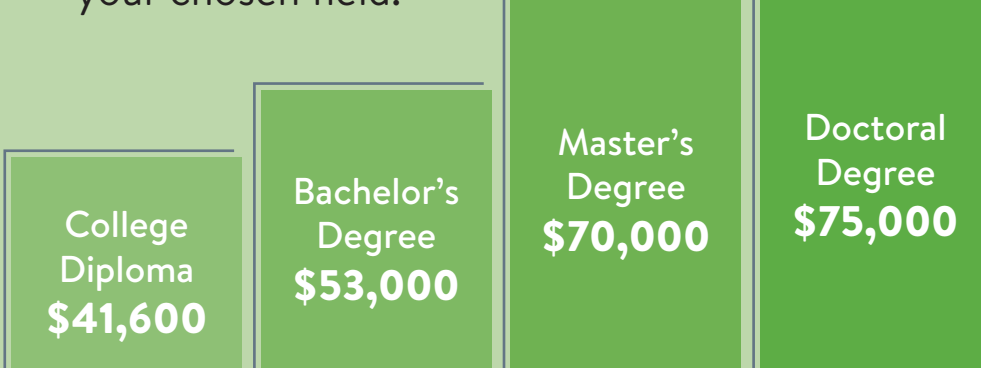 your chosen field.
College
Diploma
$41,600
Bachelor's
Degree
$53,000
Master's
Degree
$70,000
Doctoral
Degree
$75,000